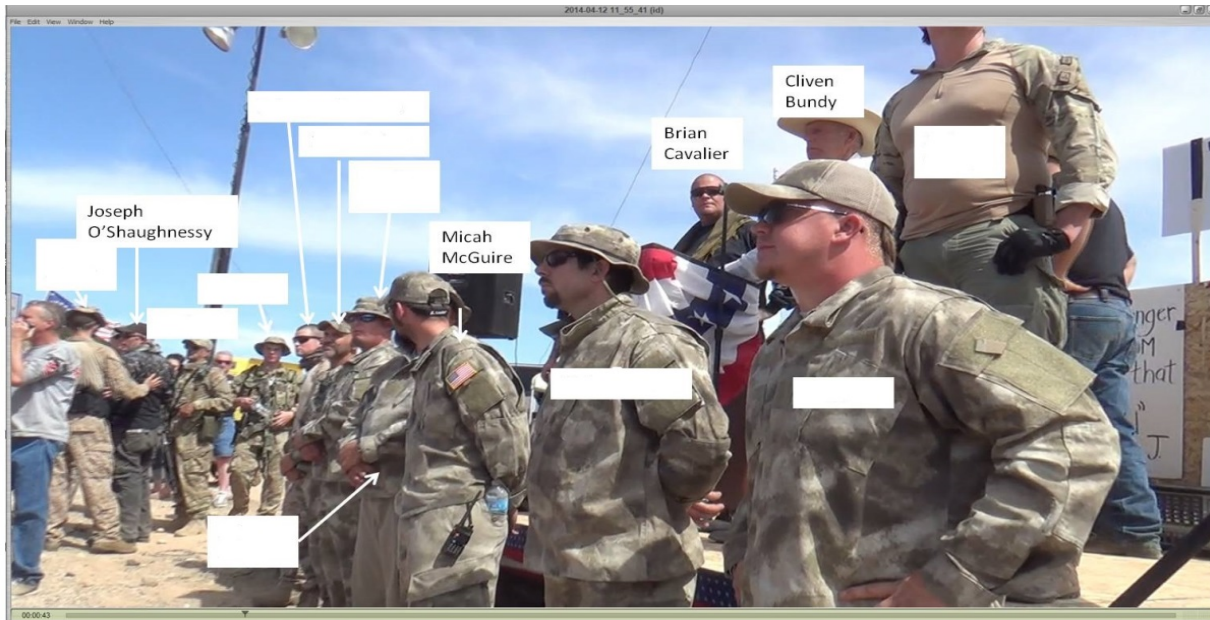 2014-04-12 11_55_41 (id)
File Edit View Window Help
Cliven
Bundy
Brian
Cavalier
Joseph
O'Shaughnessy
Micah
McGuire
nger
that
J.
00:00:43